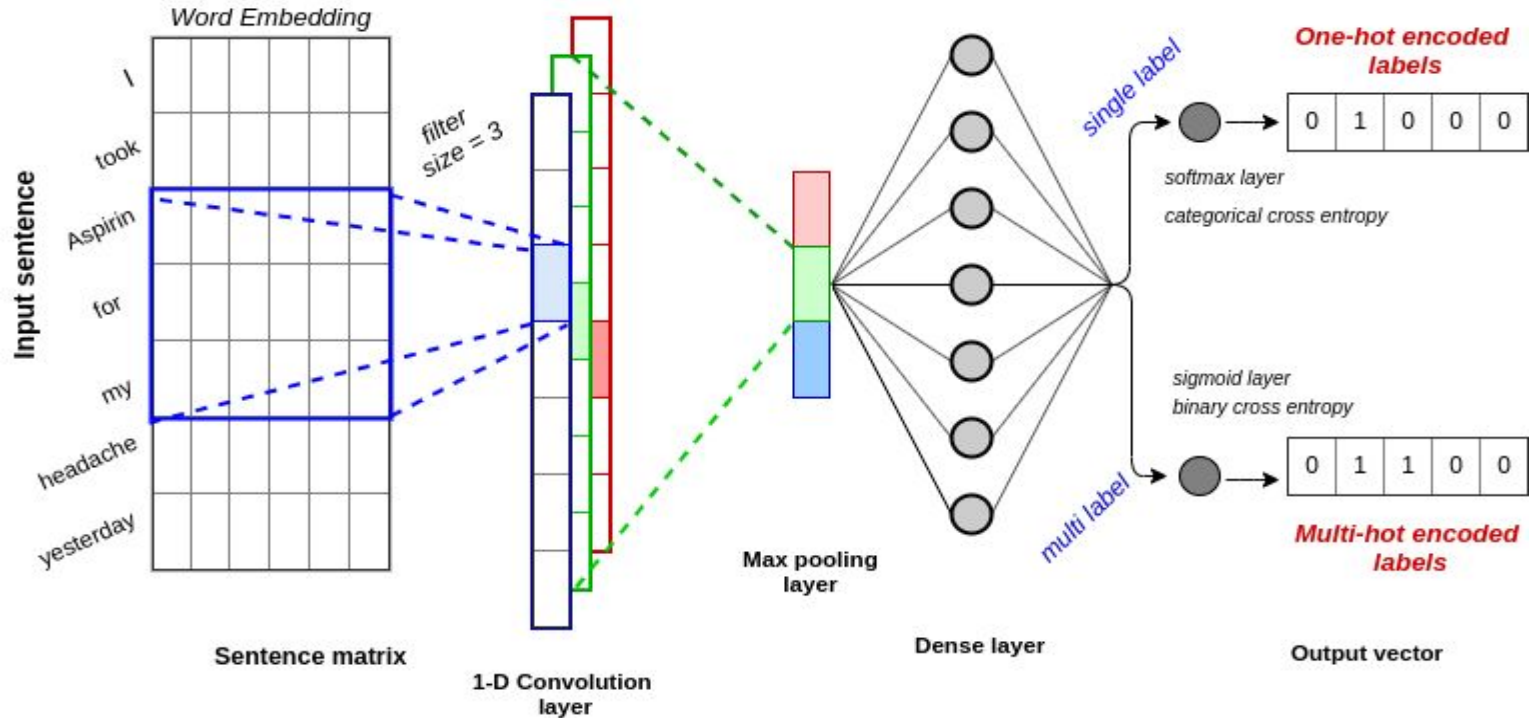 Word Embedding
Input sentence
I
took
Aspirin
for
my
headache
yesterday
Sentence matrix
filter
size = 3
1-D Convolution
layer
Max pooling
layer
Dense layer
single label
multi label
One-hot encoded
labels
0 1 0 0 0
softmax layer
categorical cross entropy
sigmoid layer
binary cross entropy
0 1 1 0 0
Multi-hot encoded
labels
Output vector